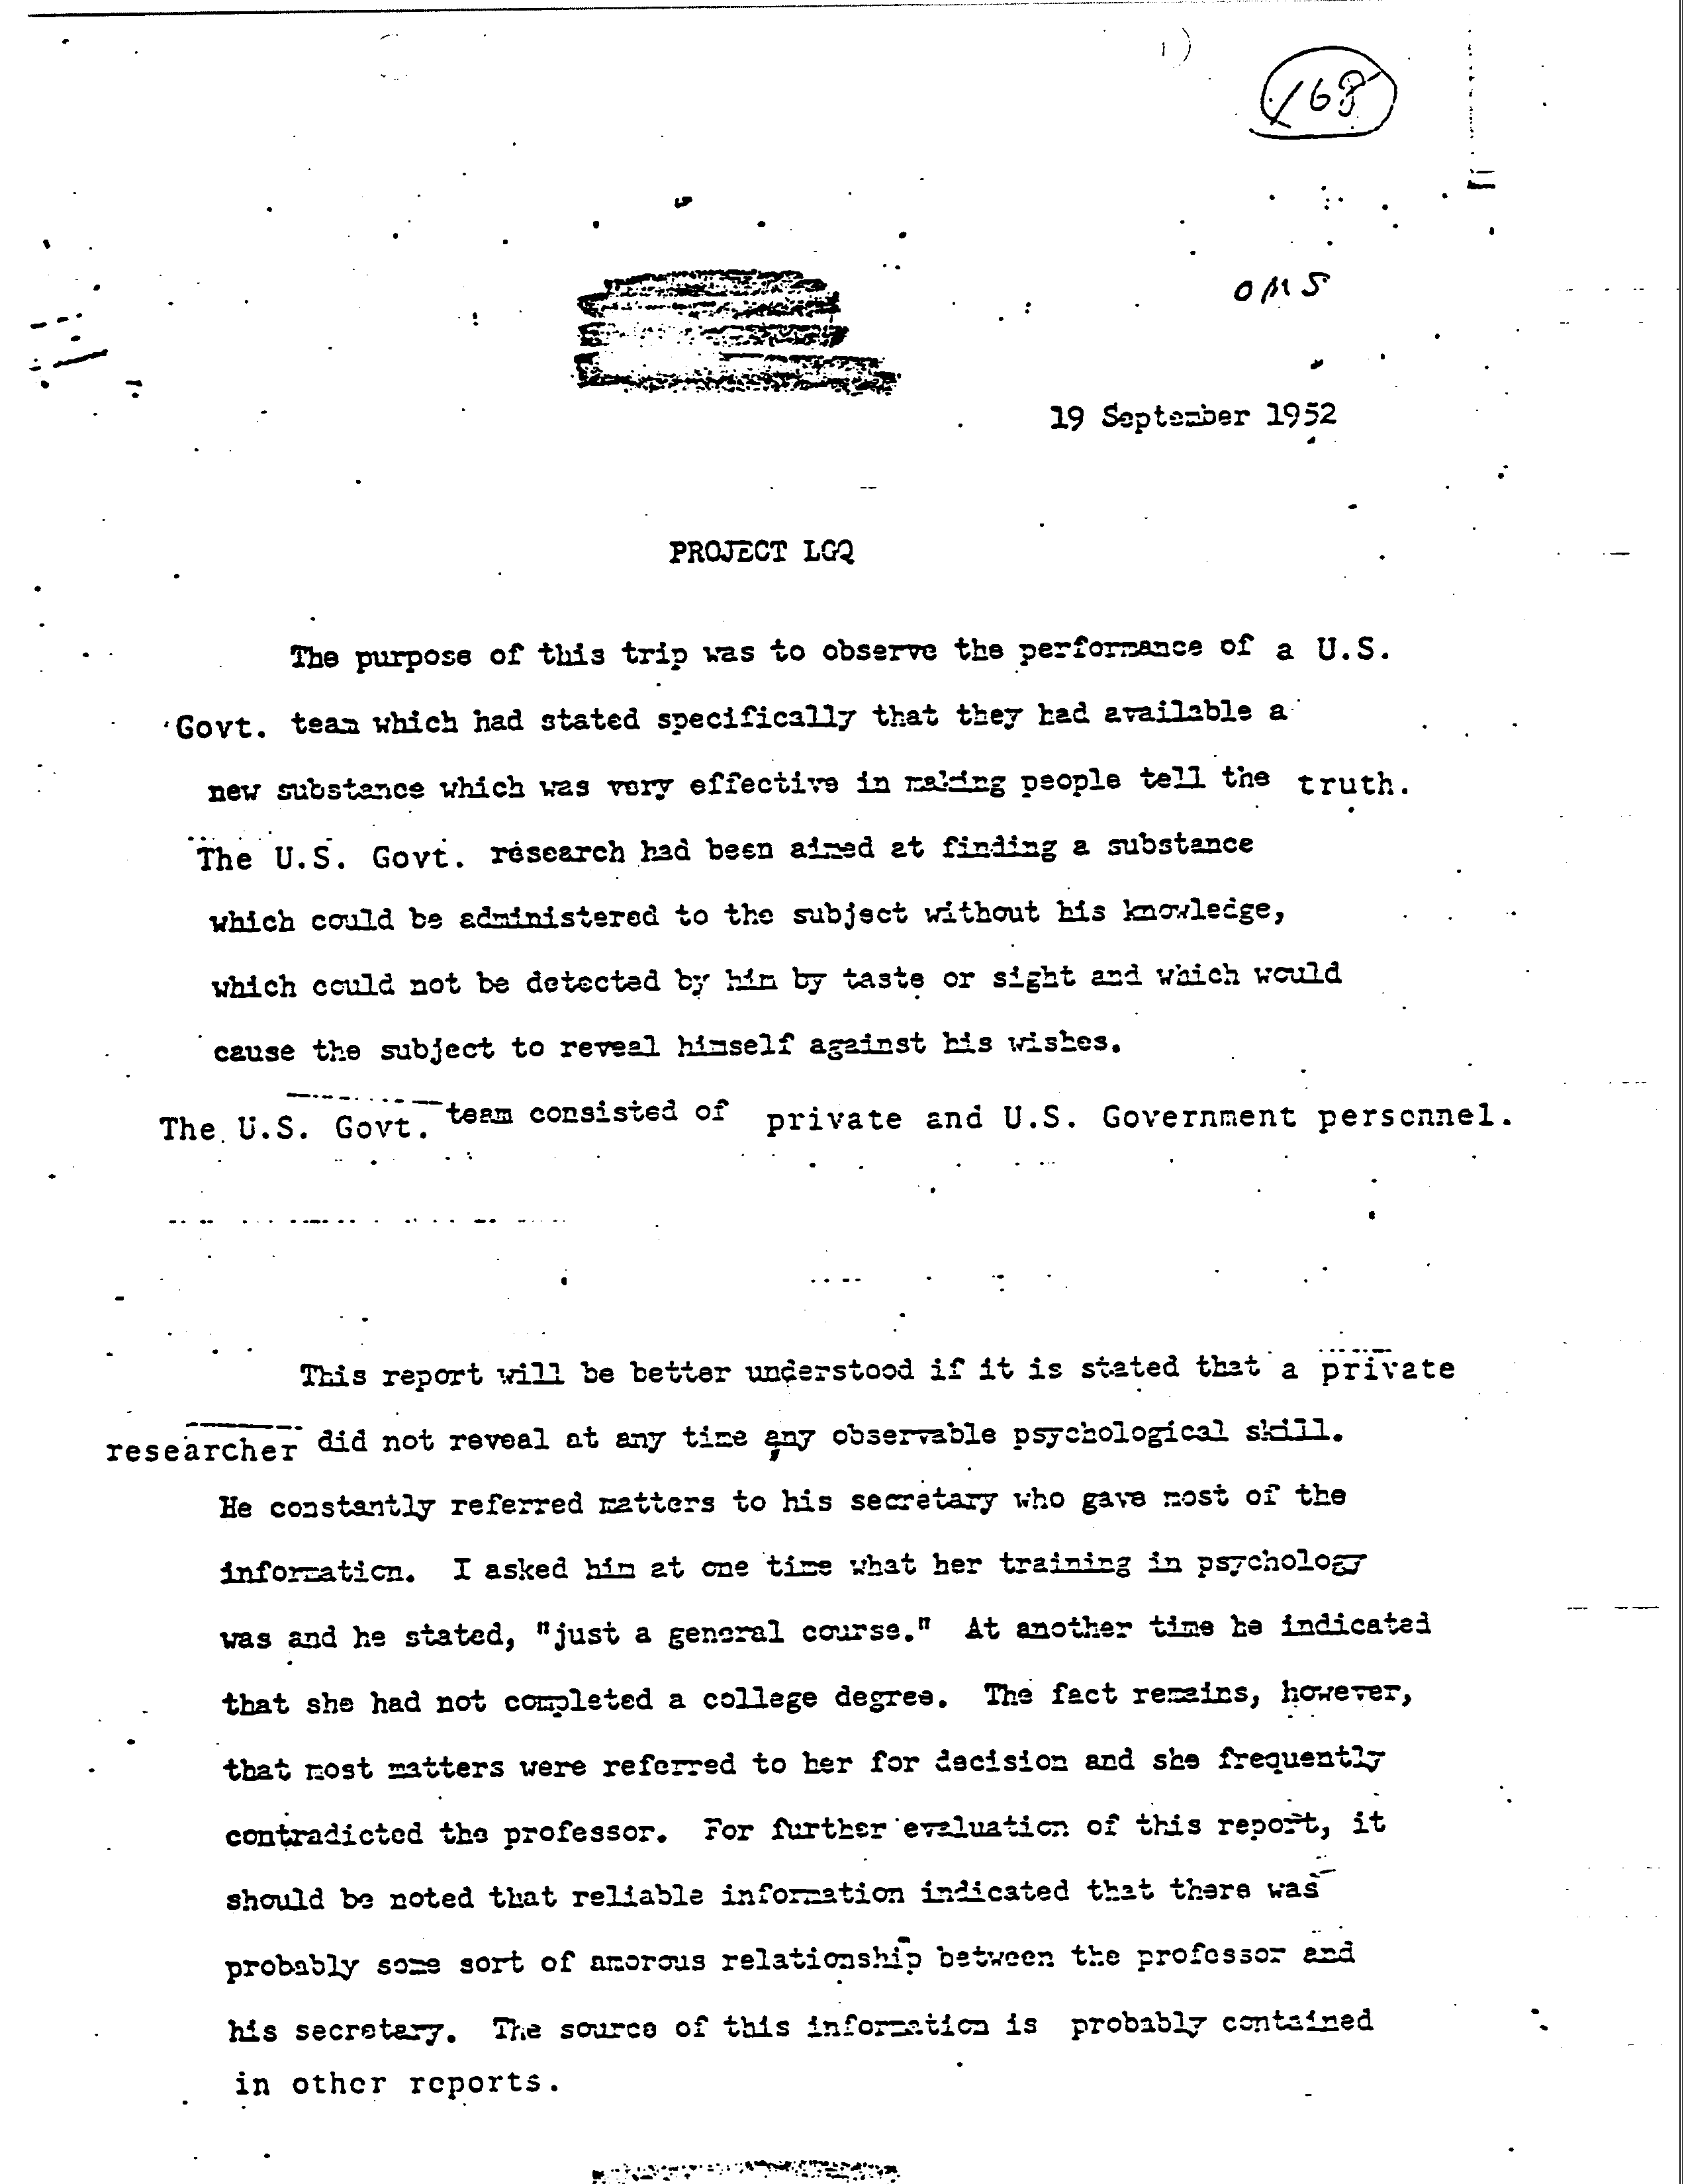 168
OMS
19 September 1952
PROJECT LGQ
The purpose of this trip was to observe the performance of a U.S.
Govt. team which had stated specifically that they had available a
new substance which was very effective in making people tell the truth.
The U.S. Govt. research had been aimed at finding a substance
which could be administered to the subject without his knowledge,
which could not be detected by him by taste or sight and which would
cause the subject to reveal himself against his wishes.
The U.S. Govt. team consisted of private and U.S. Government personnel.
This report will be better understood if it is stated that a private
researcher did not reveal at any time any observable psychological skill.
He constantly referred matters to his secretary who gave most of the
information. I asked him at one time what her training in psychology
was and he stated, "just a general course." At another time he indicated
that she had not completed a college degree. The fact remains, however,
that most matters were referred to her for decision and she frequently
contradicted the professor. For further evaluation of this report, it
should be noted that reliable information indicated that there was
probably some sort of amorous relationship between the professor and
his secretary. The source of this information is probably contained
in other reports.